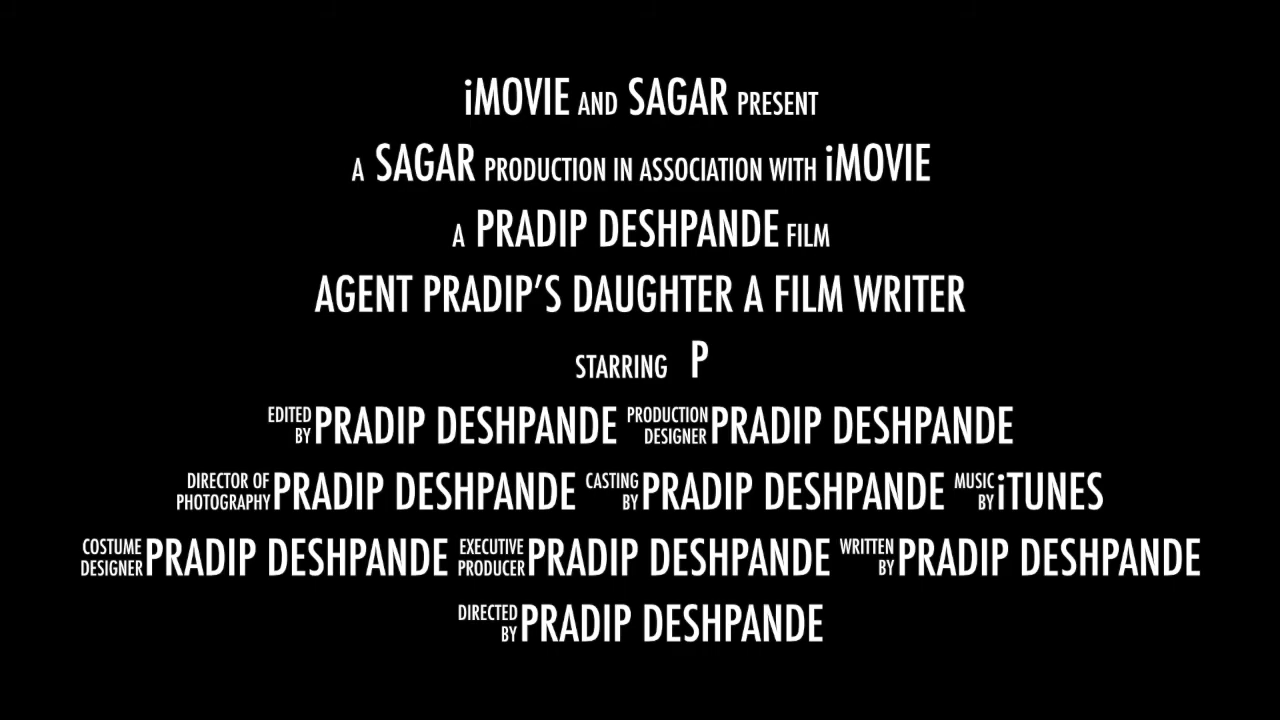 iMOVIE AND SAGAR PRESENT
A SAGAR PRODUCTION IN ASSOCIATION WITH iMOVIE
A PRADIP DESHPANDE FILM
AGENT PRADIP'S DAUGHTER A FILM WRITER
STARRING P
EDITED BY PRADIP DESHPANDE PRODUCTION DESIGNER PRADIP DESHPANDE
DIRECTOR OF PHOTOGRAPHY PRADIP DESHPANDE CASTING BY PRADIP DESHPANDE MUSIC BY iTUNES
COSTUME DESIGNER PRADIP DESHPANDE EXECUTIVE PRODUCER PRADIP DESHPANDE WRITTEN BY PRADIP DESHPANDE
DIRECTED BY PRADIP DESHPANDE